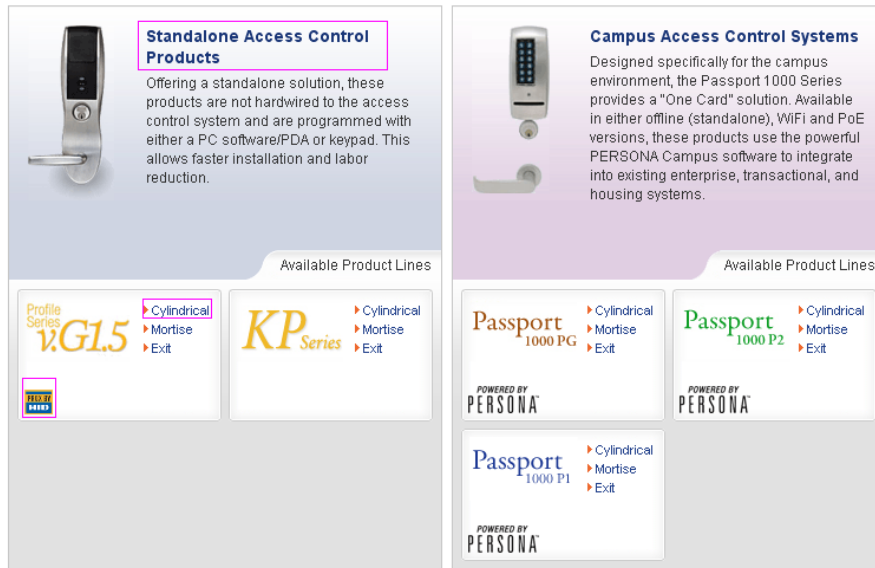 Standalone Access Control
Products
Offering a standalone solution, these
products are not hardwired to the access
control system and are programmed with
either a PC software/PDA or keypad. This
allows faster installation and labor
reduction.
Available Product Lines
Profile
Series
v.G1.5
Cylindrical
Mortise
Exit
PROX BY
HID
KP Series
Cylindrical
Mortise
Exit
Campus Access Control Systems
Designed specifically for the campus
environment, the Passport 1000 Series
provides a "One Card" solution. Available
in either offline (standalone), WiFi and PoE
versions, these products use the powerful
PERSONA Campus software to integrate
into existing enterprise, transactional, and
housing systems.
Available Product Lines
Passport
1000 PG
Cylindrical
Mortise
Exit
POWERED BY
PERSONA
Passport
1000 P2
Cylindrical
Mortise
Exit
POWERED BY
PERSONA
Passport
1000 P1
Cylindrical
Mortise
Exit
POWERED BY
PERSONA